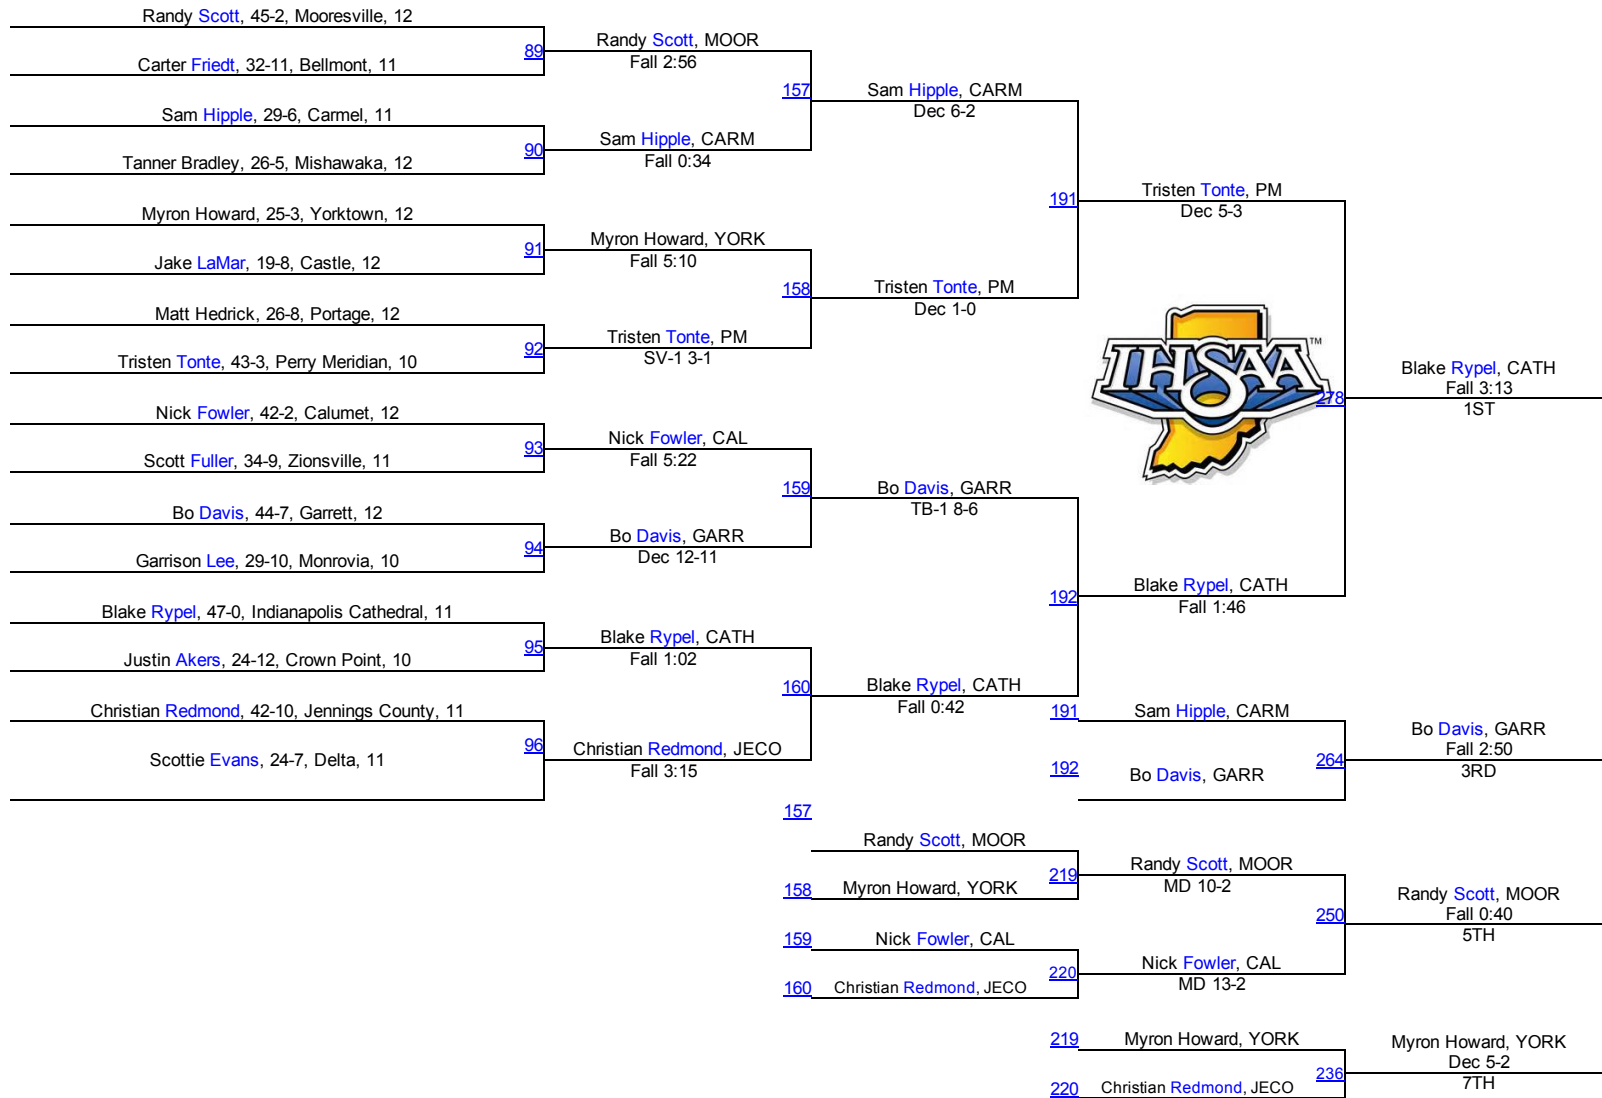 Randy Scott, 45-2, Mooresville, 12
89
Carter Friedt, 32-11, Bellmont, 11
Sam Hipple, 29-6, Carmel, 11
90
Tanner Bradley, 26-5, Mishawaka, 12
Myron Howard, 25-3, Yorktown, 12
91
Jake LaMar, 19-8, Castle, 12
Matt Hedrick, 26-8, Portage, 12
92
Tristen Tonte, 43-3, Perry Meridian, 10
Nick Fowler, 42-2, Calumet, 12
93
Scott Fuller, 34-9, Zionsville, 11
Bo Davis, 44-7, Garrett, 12
94
Garrison Lee, 29-10, Monrovia, 10
Blake Rypel, 47-0, Indianapolis Cathedral, 11
95
Justin Akers, 24-12, Crown Point, 10
Christian Redmond, 42-10, Jennings County, 11
96
Scottie Evans, 24-7, Delta, 11
Randy Scott, MOOR
Fall 2:56
157
Sam Hipple, CARM
Fall 0:34
Myron Howard, YORK
Fall 5:10
158
Tristen Tonte, PM
SV-1 3-1
Nick Fowler, CAL
Fall 5:22
159
Bo Davis, GARR
Dec 12-11
Blake Rypel, CATH
Fall 1:02
160
Christian Redmond, JECO
Fall 3:15
Sam Hipple, CARM
Dec 6-2
191
Tristen Tonte, PM
Dec 1-0
Bo Davis, GARR
TB-1 8-6
192
Blake Rypel, CATH
Fall 0:42
Tristen Tonte, PM
Dec 5-3
IHSAA™
278
Blake Rypel, CATH
Fall 1:46
Blake Rypel, CATH
Fall 3:13
1ST
191
Sam Hipple, CARM
192
Bo Davis, GARR
264
Bo Davis, GARR
Fall 2:50
3RD
157
Randy Scott, MOOR
158
Myron Howard, YORK
219
159
Nick Fowler, CAL
160
Christian Redmond, JECO
220
Randy Scott, MOOR
MD 10-2
250
Nick Fowler, CAL
MD 13-2
Randy Scott, MOOR
Fall 0:40
5TH
219
Myron Howard, YORK
220
Christian Redmond, JECO
236
Myron Howard, YORK
Dec 5-2
7TH